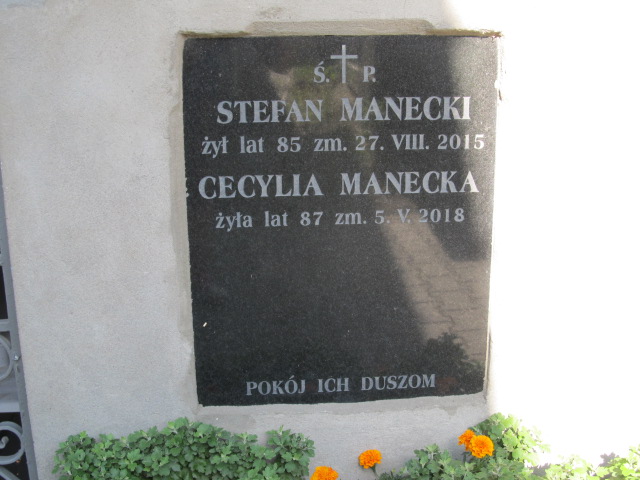 Ś. P.
STEFAN MANECKI
żył lat 85 zm. 27. VIII. 2015
CECYLIA MANECKA
żyła lat 87 zm. 5. V. 2018
POKÓJ ICH DUSZOM